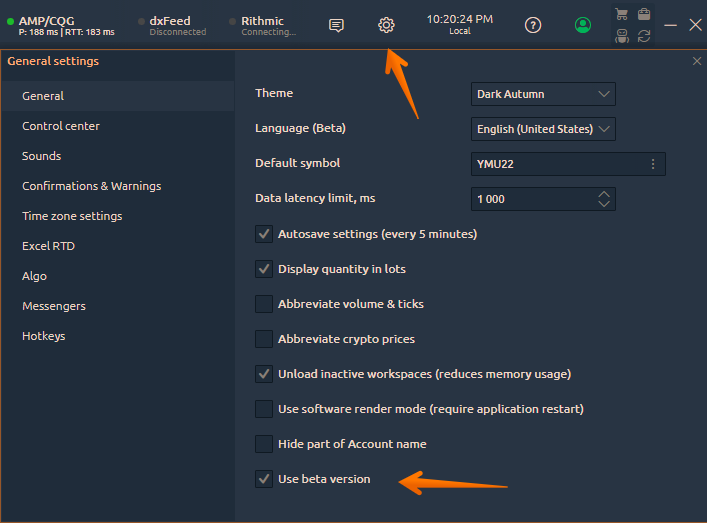 AMP/CQG dxFeed Rithmic 10:20:24 PM
P: 188 ms | RTT: 183 ms Disconnected Connecting... Local
General settings
General
Control center
Sounds
Confirmations & Warnings
Time zone settings
Excel RTD
Algo
Messengers
Hotkeys
Theme Dark Autumn
Language (Beta) English (United States)
Default symbol YMU22
Data latency limit, ms 1 000
Autosave settings (every 5 minutes)
Display quantity in lots
Abbreviate volume & ticks
Abbreviate crypto prices
Unload inactive workspaces (reduces memory usage)
Use software render mode (require application restart)
Hide part of Account name
Use beta version